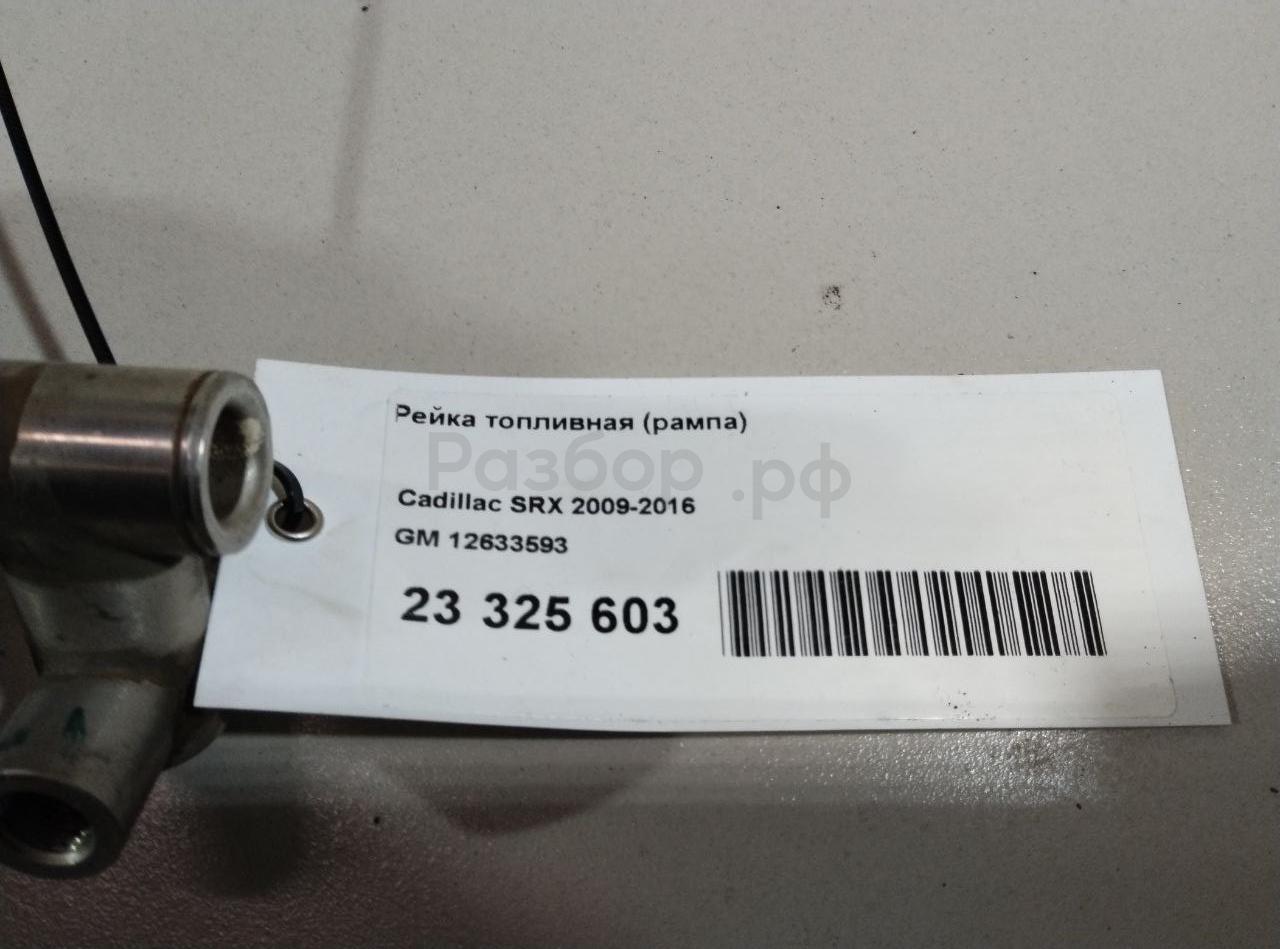 Рейка топливная (рампа)
Разбор.рф
Cadillac SRX 2009-2016
GM 12633593
23 325 603